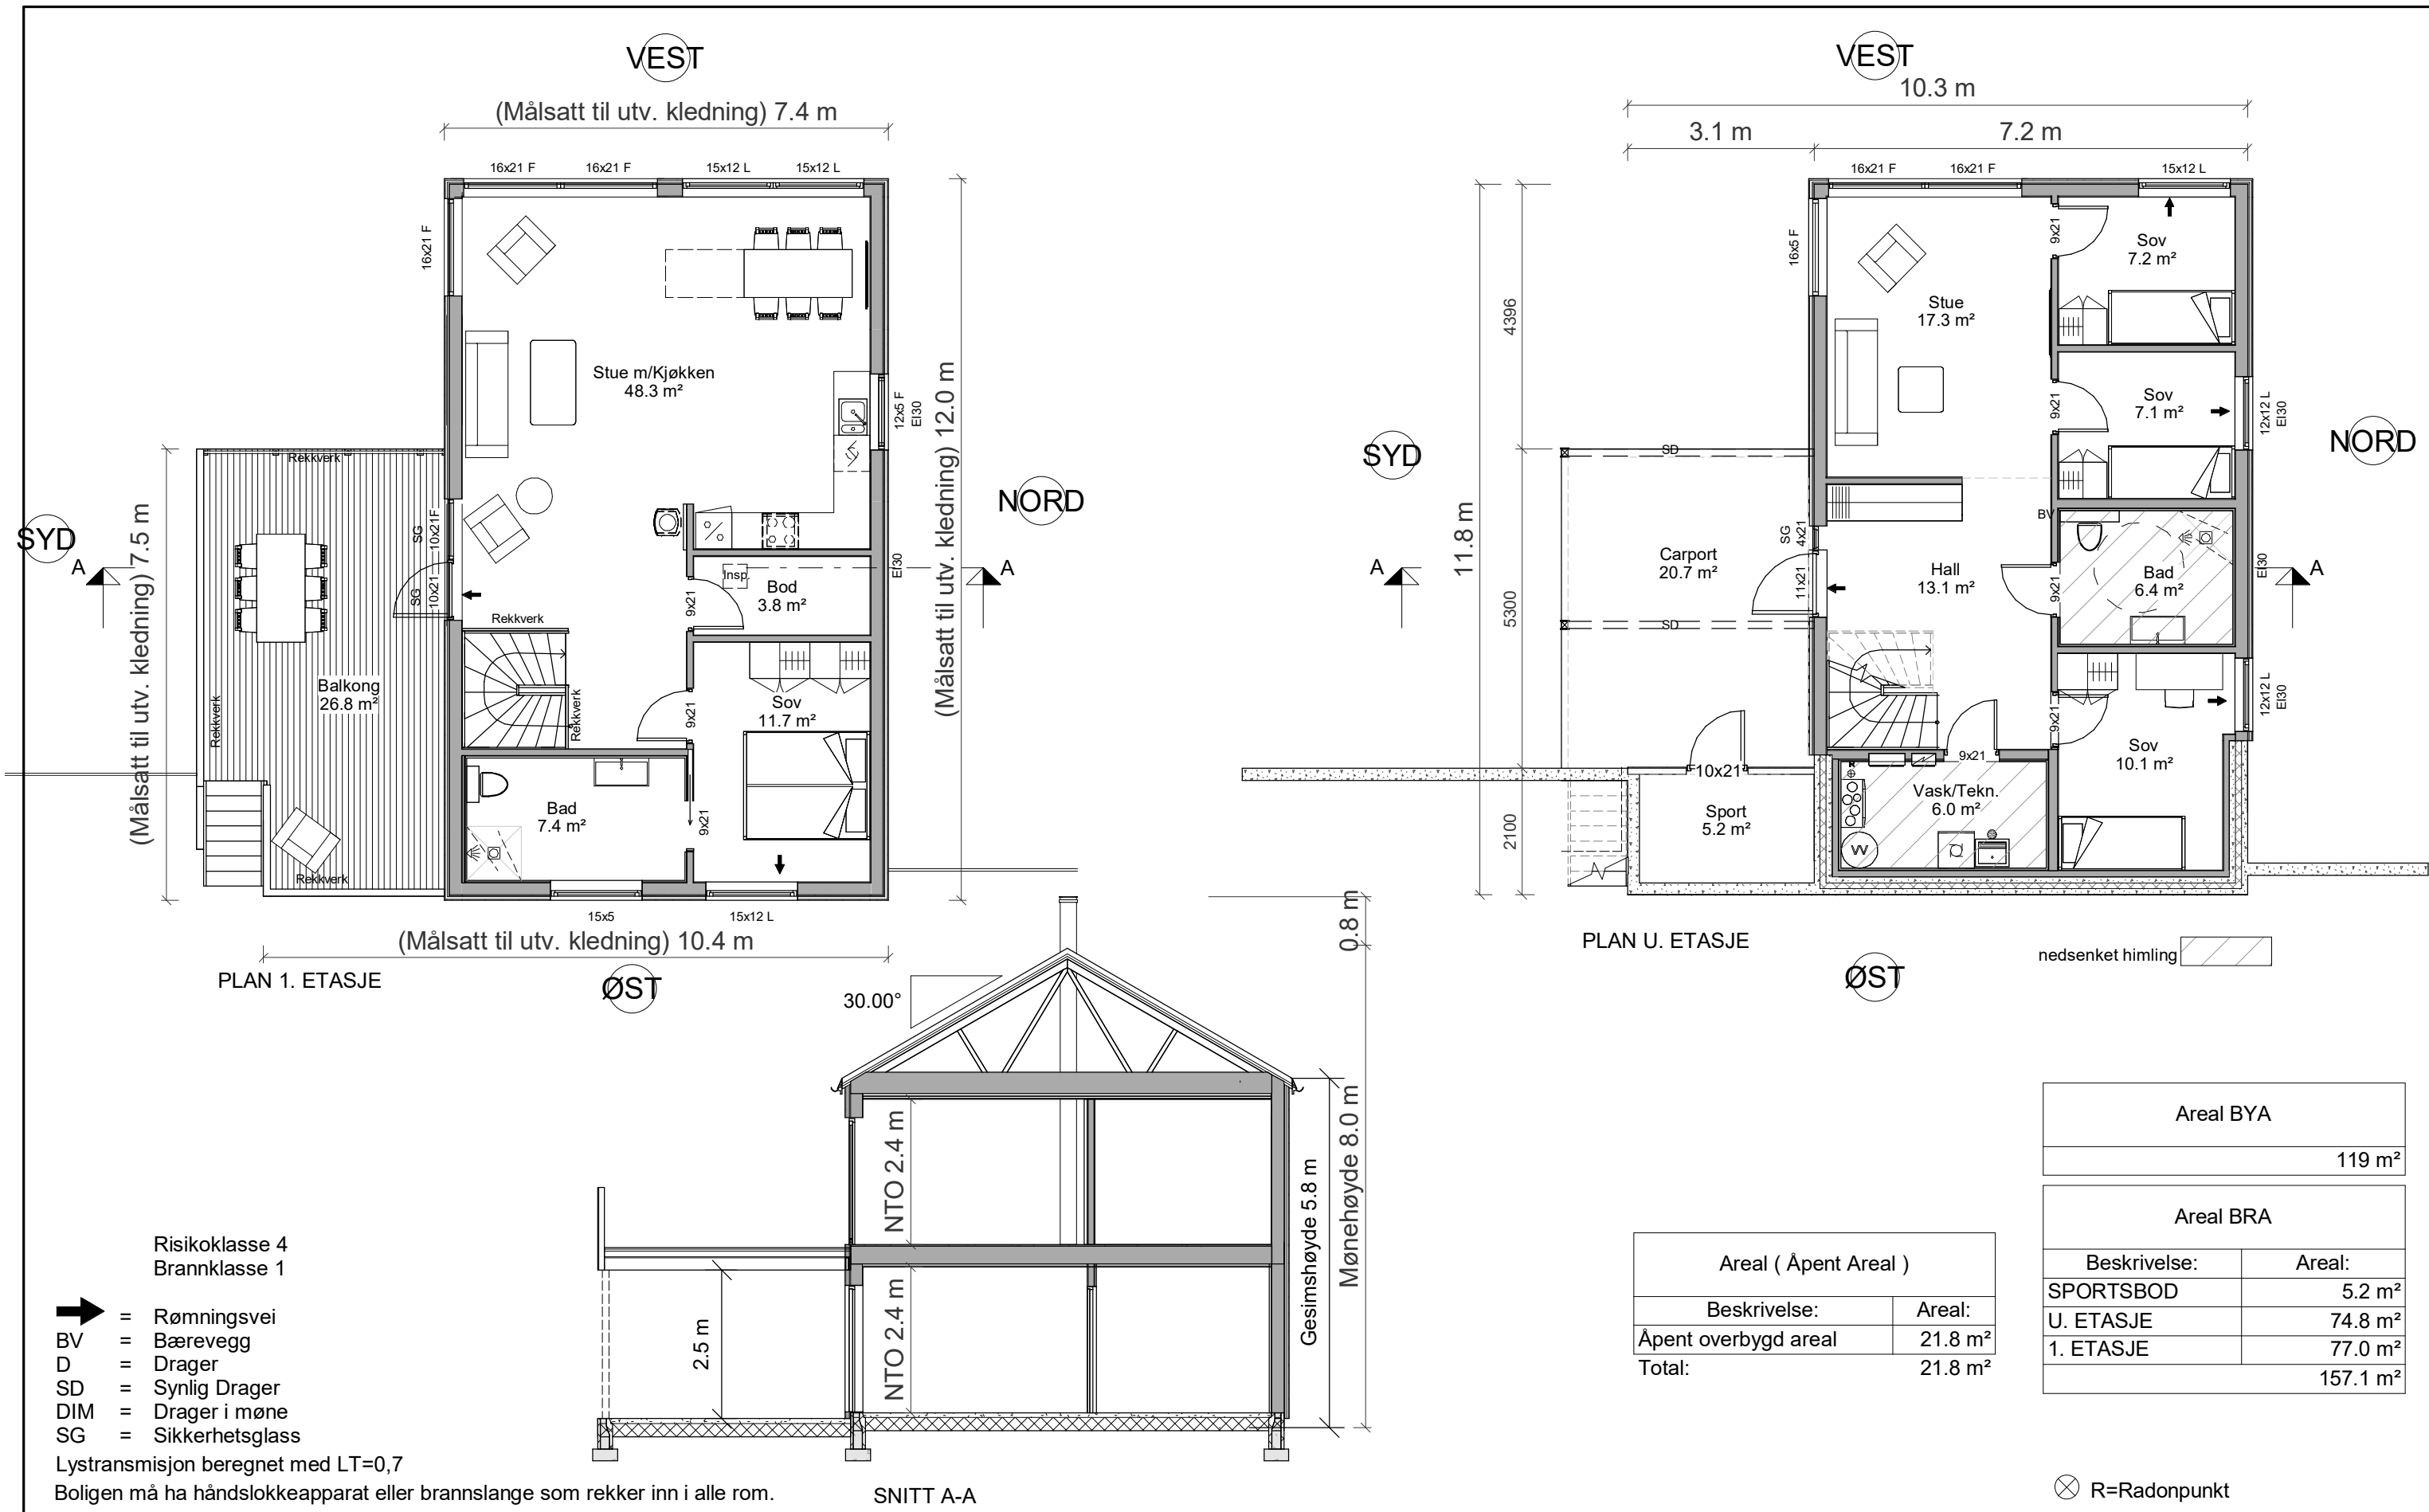 VEST
(Målsatt til utv. kledning) 7.4 m
16x21 F
16x21 F
15x12 L
15x12 L
16x21 F
Stue m/Kjøkken
48.3 m²
12x5 F
EI30
(Målsatt til utv. kledning) 12.0 m
NORD
SYD
A
(Målsatt til utv. kledning) 7.5 m
Rekkverk
SG
10x21F
SG
10x21
Rekkverk
Insp.
Bod
3.8 m²
9x21
EI30
A
Balkong
26.8 m²
Rekkverk
Rekkverk
9x21
Sov
11.7 m²
Bad
7.4 m²
9x21
Rekkverk
15x5
15x12 L
(Målsatt til utv. kledning) 10.4 m
PLAN 1. ETASJE
ØST
VEST
10.3 m
3.1 m
7.2 m
16x21 F
16x21 F
15x12 L
16x5 F
9x21
Sov
7.2 m²
Stue
17.3 m²
4396
11.8 m
5300
2100
9x21
Sov
7.1 m²
12x12 L
EI30
NORD
SYD
SD
BV
A
Carport
20.7 m²
SG
4x21
11x21
Hall
13.1 m²
9x21
Bad
6.4 m²
EI30
A
SD
9x21
12x12 L
EI30
Sov
10.1 m²
10x21
9x21
R
Vask/Tekn.
6.0 m²
VV
Sport
5.2 m²
PLAN U. ETASJE
ØST
nedsenket himling
30.00°
0.8 m
NTO 2.4 m
NTO 2.4 m
2.5 m
Gesimshøyde 5.8 m
Mønehøyde 8.0 m
SNITT A-A
Risikoklasse 4
Brannklasse 1
= Rømningsvei
BV = Bærevegg
D = Drager
SD = Synlig Drager
DIM = Drager i møne
SG = Sikkerhetsglass
Lystransmisjon beregnet med LT=0,7
Boligen må ha håndslokkeapparat eller brannslange som rekker inn i alle rom.
Areal ( Åpent Areal )
Beskrivelse: Areal:
Åpent overbygd areal 21.8 m²
Total: 21.8 m²
Areal BYA
119 m²
Areal BRA
Beskrivelse: Areal:
SPORTSBOD 5.2 m²
U. ETASJE 74.8 m²
1. ETASJE 77.0 m²
157.1 m²
R=Radonpunkt